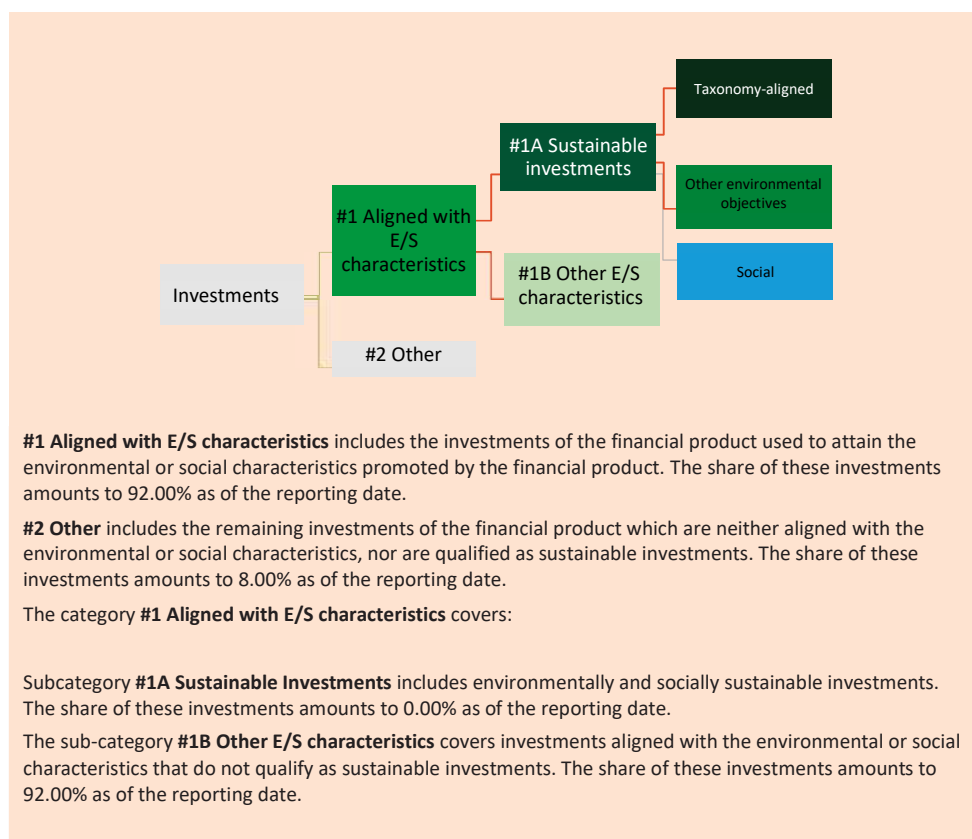 Taxonomy-aligned
#1A Sustainable
investments
Other environmental
objectives
#1 Aligned with
E/S
characteristics
Social
#1B Other E/S
characteristics
Investments
#2 Other
#1 Aligned with E/S characteristics includes the investments of the financial product used to attain the
environmental or social characteristics promoted by the financial product. The share of these investments
amounts to 92.00% as of the reporting date.
#2 Other includes the remaining investments of the financial product which are neither aligned with the
environmental or social characteristics, nor are qualified as sustainable investments. The share of these
investments amounts to 8.00% as of the reporting date.
The category #1 Aligned with E/S characteristics covers:
Subcategory #1A Sustainable Investments includes environmentally and socially sustainable investments.
The share of these investments amounts to 0.00% as of the reporting date.
The sub-category #1B Other E/S characteristics covers investments aligned with the environmental or social
characteristics that do not qualify as sustainable investments. The share of these investments amounts to
92.00% as of the reporting date.